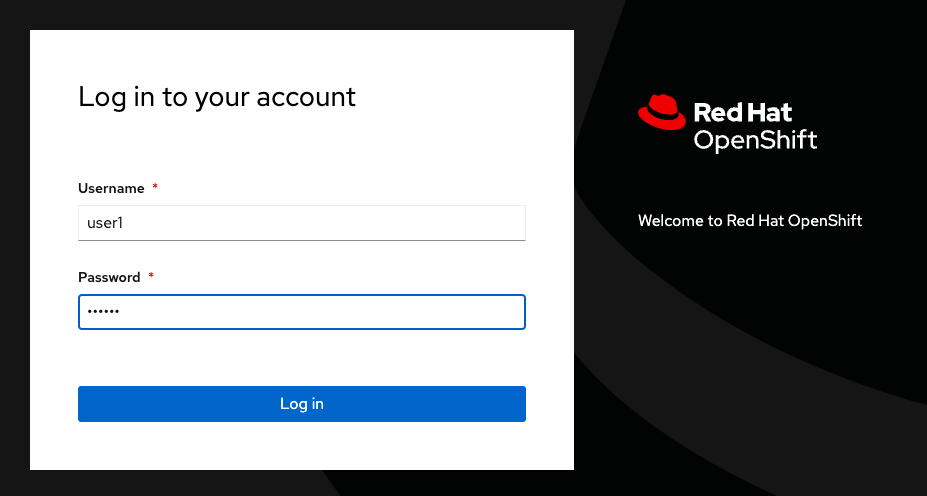 Log in to your account
Username *
user1
Password *
••••••
Log in
Red Hat
OpenShift
Welcome to Red Hat OpenShift